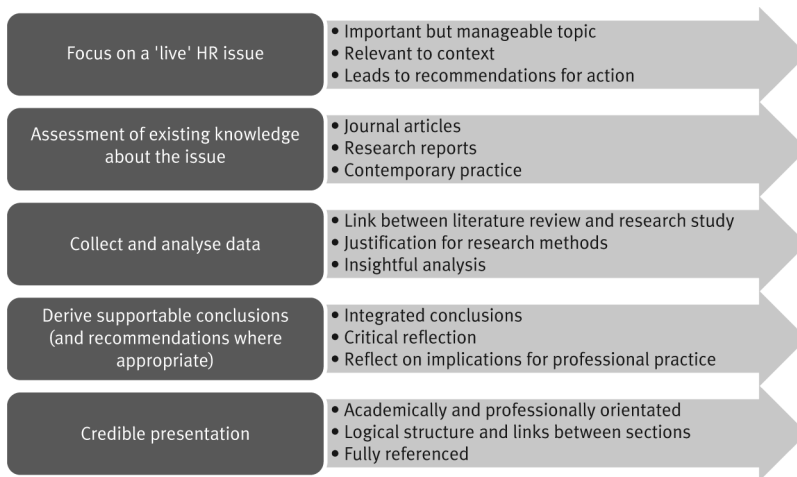 Focus on a 'live' HR issue
• Important but manageable topic
• Relevant to context
• Leads to recommendations for action
Assessment of existing knowledge
about the issue
• Journal articles
• Research reports
• Contemporary practice
Collect and analyse data
• Link between literature review and research study
• Justification for research methods
• Insightful analysis
Derive supportable conclusions
(and recommendations where
appropriate)
• Integrated conclusions
• Critical reflection
• Reflect on implications for professional practice
Credible presentation
• Academically and professionally orientated
• Logical structure and links between sections
• Fully referenced